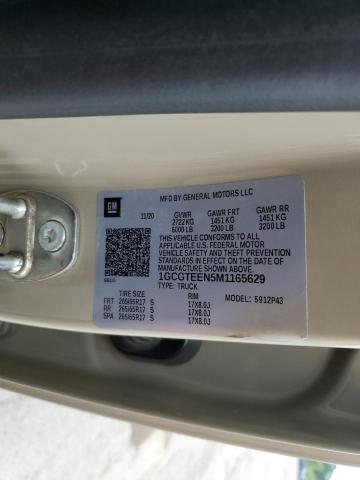 MFD BY GENERAL MOTORS LLC
GM
11/20 GVWR GAWR FRT GAWR RR
2722 KG 1451 KG 1451 KG
6000 LB 3200 LB 3200 LB
THIS VEHICLE CONFORMS TO ALL
APPLICABLE U.S. FEDERAL MOTOR
VEHICLE SAFETY AND THEFT
PREVENTION STANDARDS IN
EFFECT ON THE DATE OF
MANUFACTURE SHOWN ABOVE.
1GCGTEEN5M1165629
TYPE: TRUCK
TIRE SIZE RIM MODEL: 5912P43
FRT 265/65R17 S 17X8.0J
RR 265/65R17 S 17X8.0J
SPA 265/65R17 S 17X8.0J